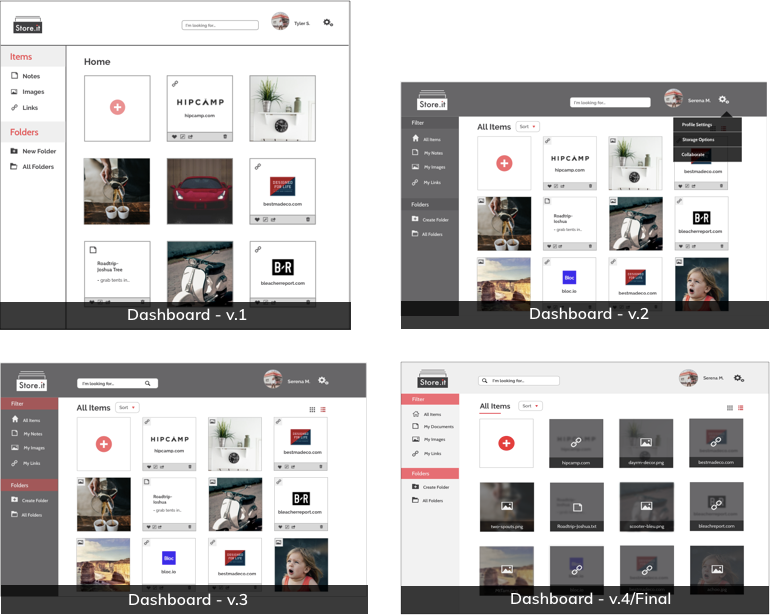 Store.it
I'm looking for..
Tyler S.
Items
Notes
Images
Links
Folders
New Folder
All Folders
Home
HIPCAMP
hipcamp.com
DESIGNED
FOR LIFE
bestmadeco.com
Roadtrip-
Joshua Tree
- grab tents in..
B/R
bleacherreport.com
Dashboard - v.1
Store.it
I'm looking for..
Serena M.
Profile Settings
Storage Options
Collaborate
Filter
All Items
My Notes
My Images
My Links
Folders
Create Folder
All Folders
All Items
Sort
HIPCAMP
hipcamp.com
bestmadeco.com
Roadtrip-
Joshua
- grab tents in..
B/R
bleacherreport.com
Bloc
bloc.io
DESIGNED
FOR LIFE
bestmadeco.com
Dashboard - v.2
Store.it
I'm looking for..
Serena M.
Filter
All Items
My Notes
My Images
My Links
Folders
Create Folder
All Folders
All Items
Sort
HIPCAMP
hipcamp.com
DESIGNED
FOR LIFE
bestmadeco.com
Roadtrip-
Joshua
- grab tents in..
B/R
bleacherreport.com
Bloc
bloc.io
DESIGNED
FOR LIFE
bestmadeco.com
Dashboard - v.3
Store.it
I'm looking for..
Serena M.
Filter
All Items
My Documents
My Images
My Links
Folders
Create Folder
All Folders
All Items
Sort
hipcamp.com
dayrm-decor.png
bestmadeco.com
two-sprouts.png
RoadTrip-Joshua.txt
scooter-bleu.png
bleachreport.com
Dashboard - v.4/Final